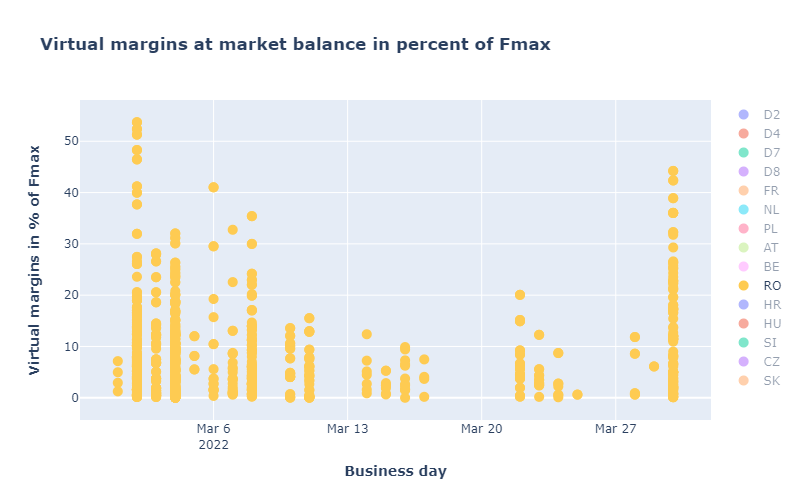 Virtual margins at market balance in percent of Fmax
Virtual margins in % of Fmax
50
40
30
20
10
0
Mar 6
2022
Mar 13
Mar 20
Mar 27
Business day
D2
D4
D7
D8
FR
NL
PL
AT
BE
RO
HR
HU
SI
CZ
SK